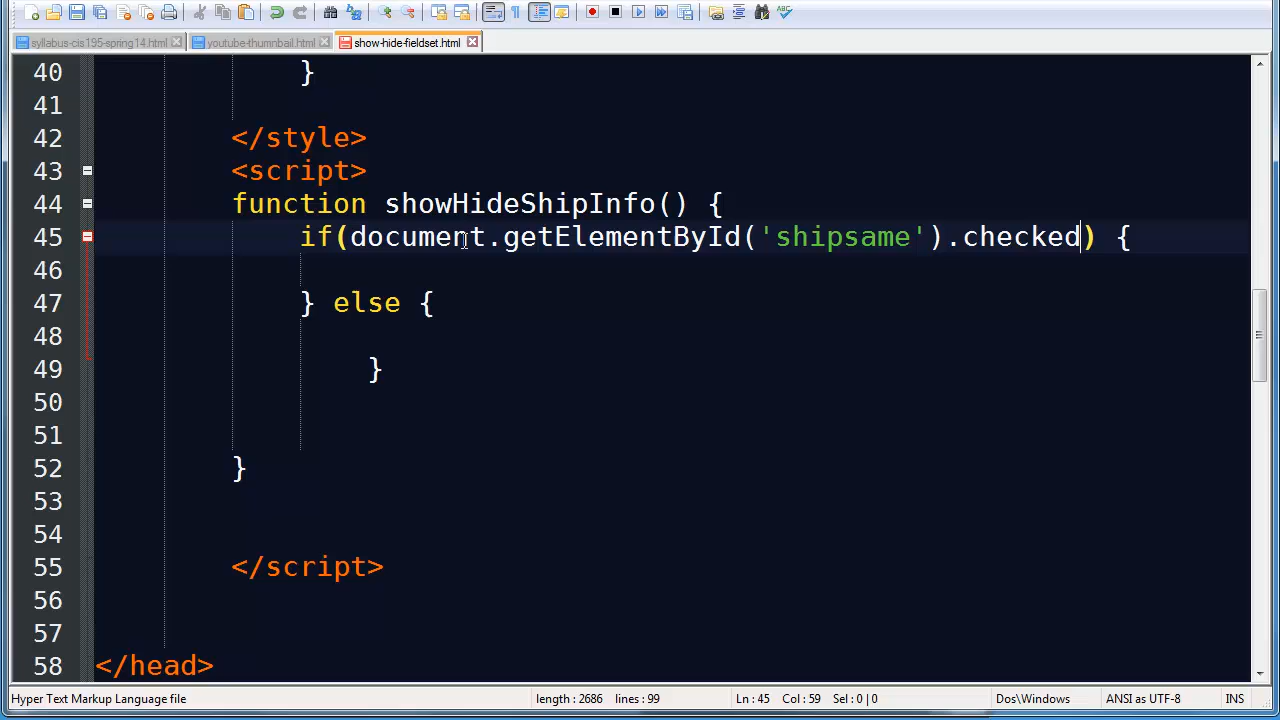 syllabus-cis195-spring14.html youtube-thumnbail.html show-hide-fieldset.html
40 }
41
42 </style>
43 <script>
44 function showHideShipInfo() {
45 if(document.getElementById('shipsame').checked) {
46
47 } else {
48
49 }
50
51
52 }
53
54
55 </script>
56
57
58 </head>
Hyper Text Markup Language file length : 2686 lines : 99 Ln : 45 Col : 59 Sel : 0 | 0 Dos\Windows ANSI as UTF-8 INS